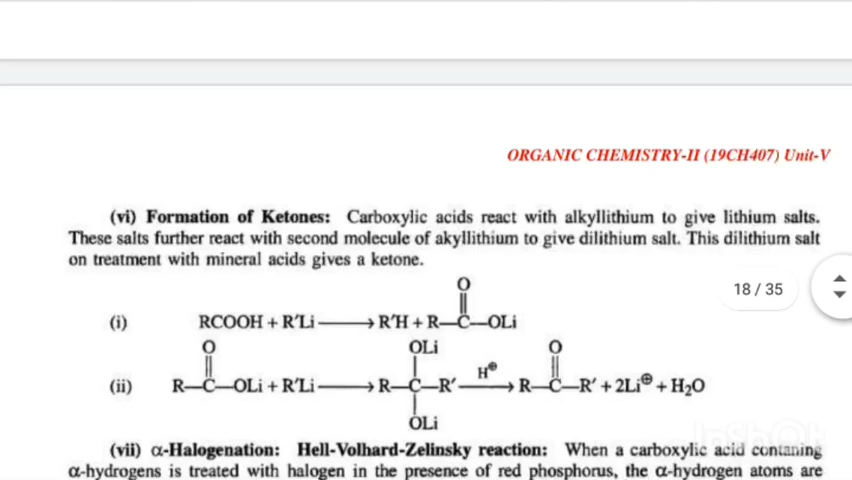 ORGANIC CHEMISTRY-II (19CH407) Unit-V
(vi) Formation of Ketones: Carboxylic acids react with alkyllithium to give lithium salts.
These salts further react with second molecule of akyllithium to give dilithium salt. This dilithium salt
on treatment with mineral acids gives a ketone.
18 / 35
O
(i) RCOOH + R′Li ⟶ R′H + R—C—OLi
O OLi O
(ii) R—C—OLi + R′Li ⟶ R—C—R′ H⊕ ⟶ R—C—R′ + 2Li⊕ + H₂O
OLi
InShOt
(vii) α-Halogenation: Hell-Volhard-Zelinsky reaction: When a carboxylic acid contaning
α-hydrogens is treated with halogen in the presence of red phosphorus, the α-hydrogen atoms are